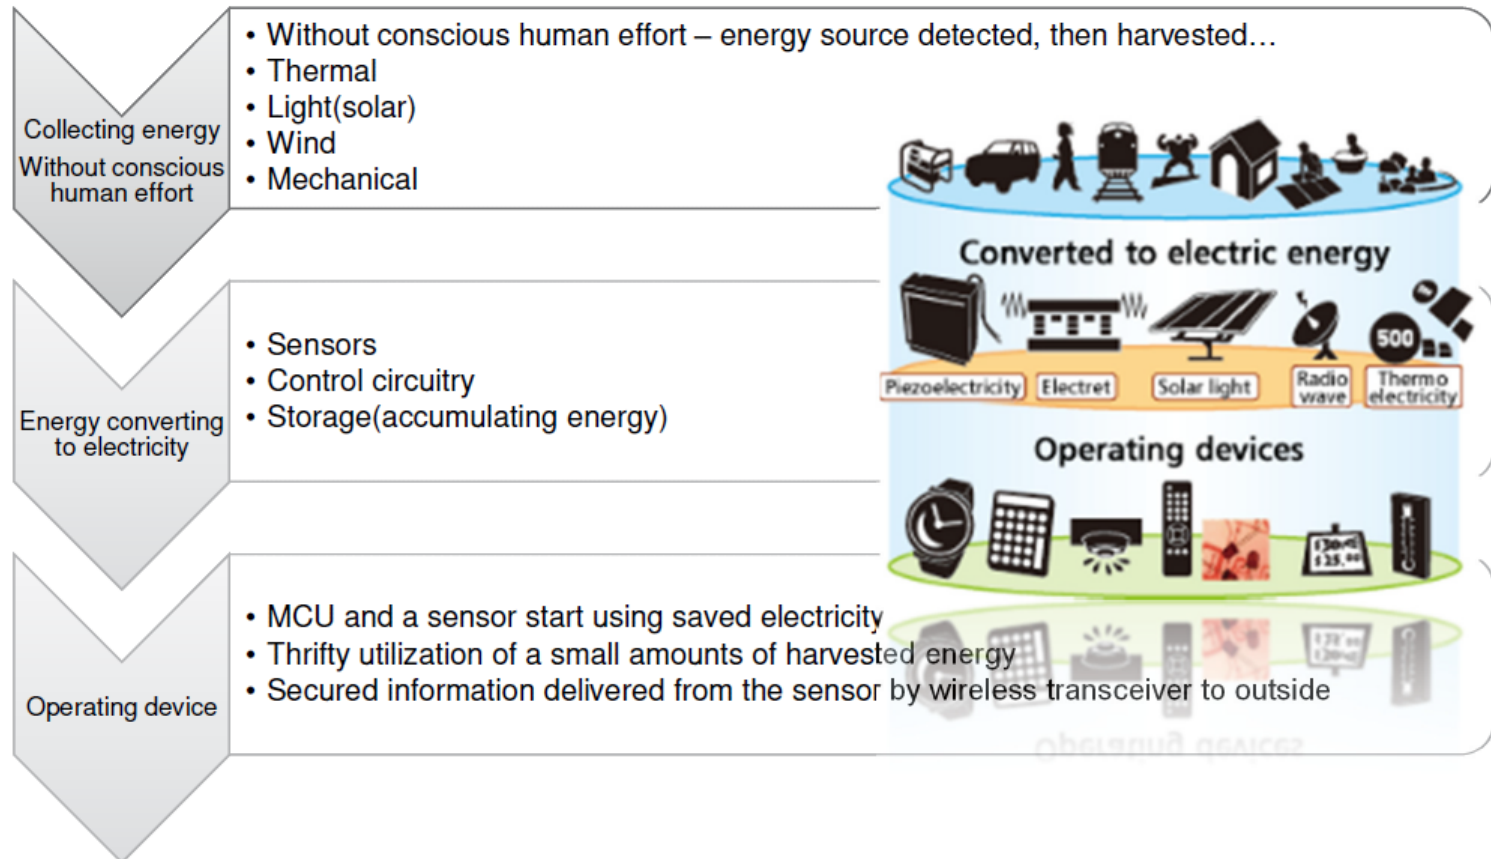 Collecting energy
Without conscious
human effort
• Without conscious human effort – energy source detected, then harvested…
• Thermal
• Light(solar)
• Wind
• Mechanical
Converted to electric energy
500
Piezoelectricity
Electret
Solar light
Radio
wave
Thermo
electricity
Energy converting
to electricity
• Sensors
• Control circuitry
• Storage(accumulating energy)
Operating devices
Operating device
• MCU and a sensor start using saved electricity
• Thrifty utilization of a small amounts of harvested energy
• Secured information delivered from the sensor by wireless transceiver to outside
Operating devices